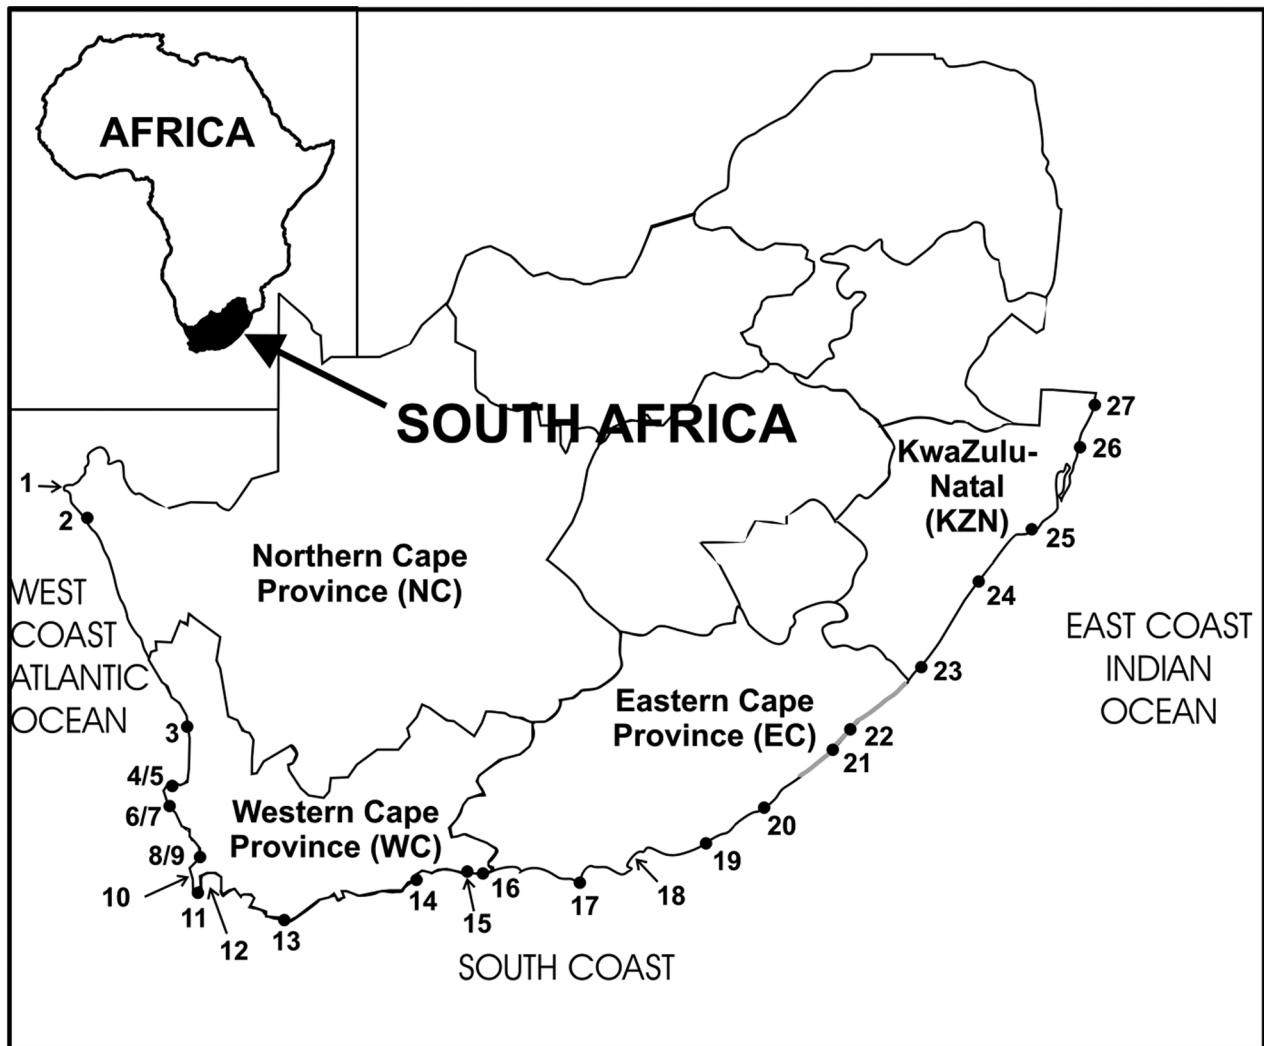 AFRICA
SOUTH AFRICA
27
26
KwaZulu-
Natal
(KZN)
1
2
25
Northern Cape
Province (NC)
24
WEST
COAST
ATLANTIC
OCEAN
EAST COAST
INDIAN
OCEAN
23
Eastern Cape
Province (EC)
3
22
21
4/5
6/7
Western Cape
Province (WC)
20
8/9
19
10
11
12
13
14
15
16
17
18
SOUTH COAST